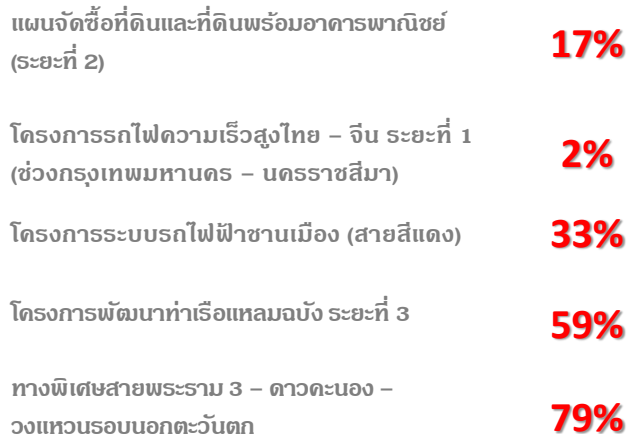 แผนจัดซื้อที่ดินและที่ดินพร้อมอาคารพาณิชย์
(ระยะที่ 2)
17%
โครงการรถไฟความเร็วสูงไทย – จีน ระยะที่ 1
(ช่วงกรุงเทพมหานคร – นครราชสีมา)
2%
โครงการระบบรถไฟฟ้าชานเมือง (สายสีแดง)
33%
โครงการพัฒนาท่าเรือแหลมฉบัง ระยะที่ 3
59%
ทางพิเศษสายพระราม 3 – ดาวคะนอง –
วงแหวนรอบนอกตะวันตก
79%